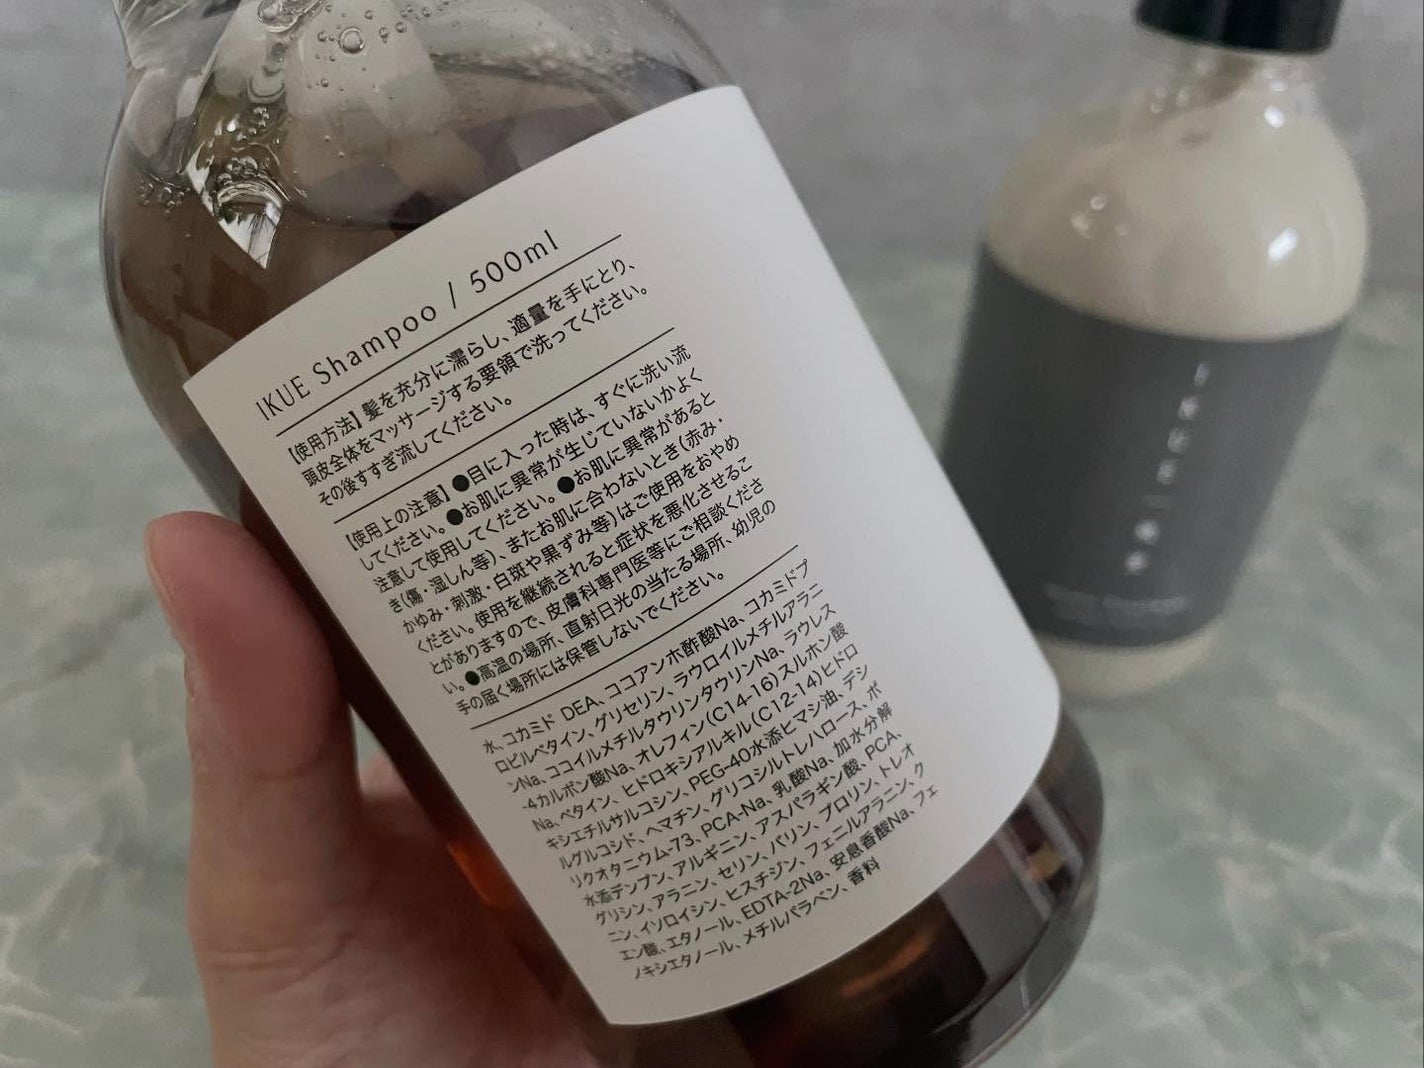 IKUE Shampoo / 500ml
【使用方法】髪を充分に濡らし、適量を手にとり、
頭皮全体をマッサージする要領で洗ってください。
その後すすぎ流してください。
【使用上の注意】●目に入った時は、すぐに洗い流
してください。●お肌に異常が生じていないかよく
注意して使用してください。●お肌に異常があると
き(傷・湿しん等)、またお肌に合わないとき(赤み・
かゆみ・刺激・白斑や黒ずみ等)はご使用をおやめ
ください。使用を継続されると症状を悪化させるこ
とがありますので、皮膚科専門医等にご相談くださ
い。●高温の場所、直射日光の当たる場所、幼児の
手の届く場所には保管しないでください。
水、コカミド DEA、ココアンホ酢酸Na、コカミドプ
ロピルベタイン、グリセリン、ラウロイルメチルアラニ
ンNa、ココイルメチルタウリンタウリンNa、ラウレス
-4カルボン酸Na、オレフィン(C14-16)スルホン酸
Na、ベタイン、ヒドロキシアルキル(C12-14)ヒドロ
キシエチルサルコシン、PEG-40水添ヒマシ油、デシ
ルグルコシド、ヘマチン、グリコシルトレハロース、ポ
リクオタニウム-73、PCA-Na、乳酸Na、加水分解
水添デンプン、アルギニン、アスパラギン酸、PCA、
グリシン、アラニン、セリン、バリン、プロリン、トレオ
ニン、イソロイシン、ヒスチジン、フェニルアラニン、ク
エン酸、エタノール、EDTA-2Na、安息香酸Na、フェ
ノキシエタノール、メチルパラベン、香料
IKUE